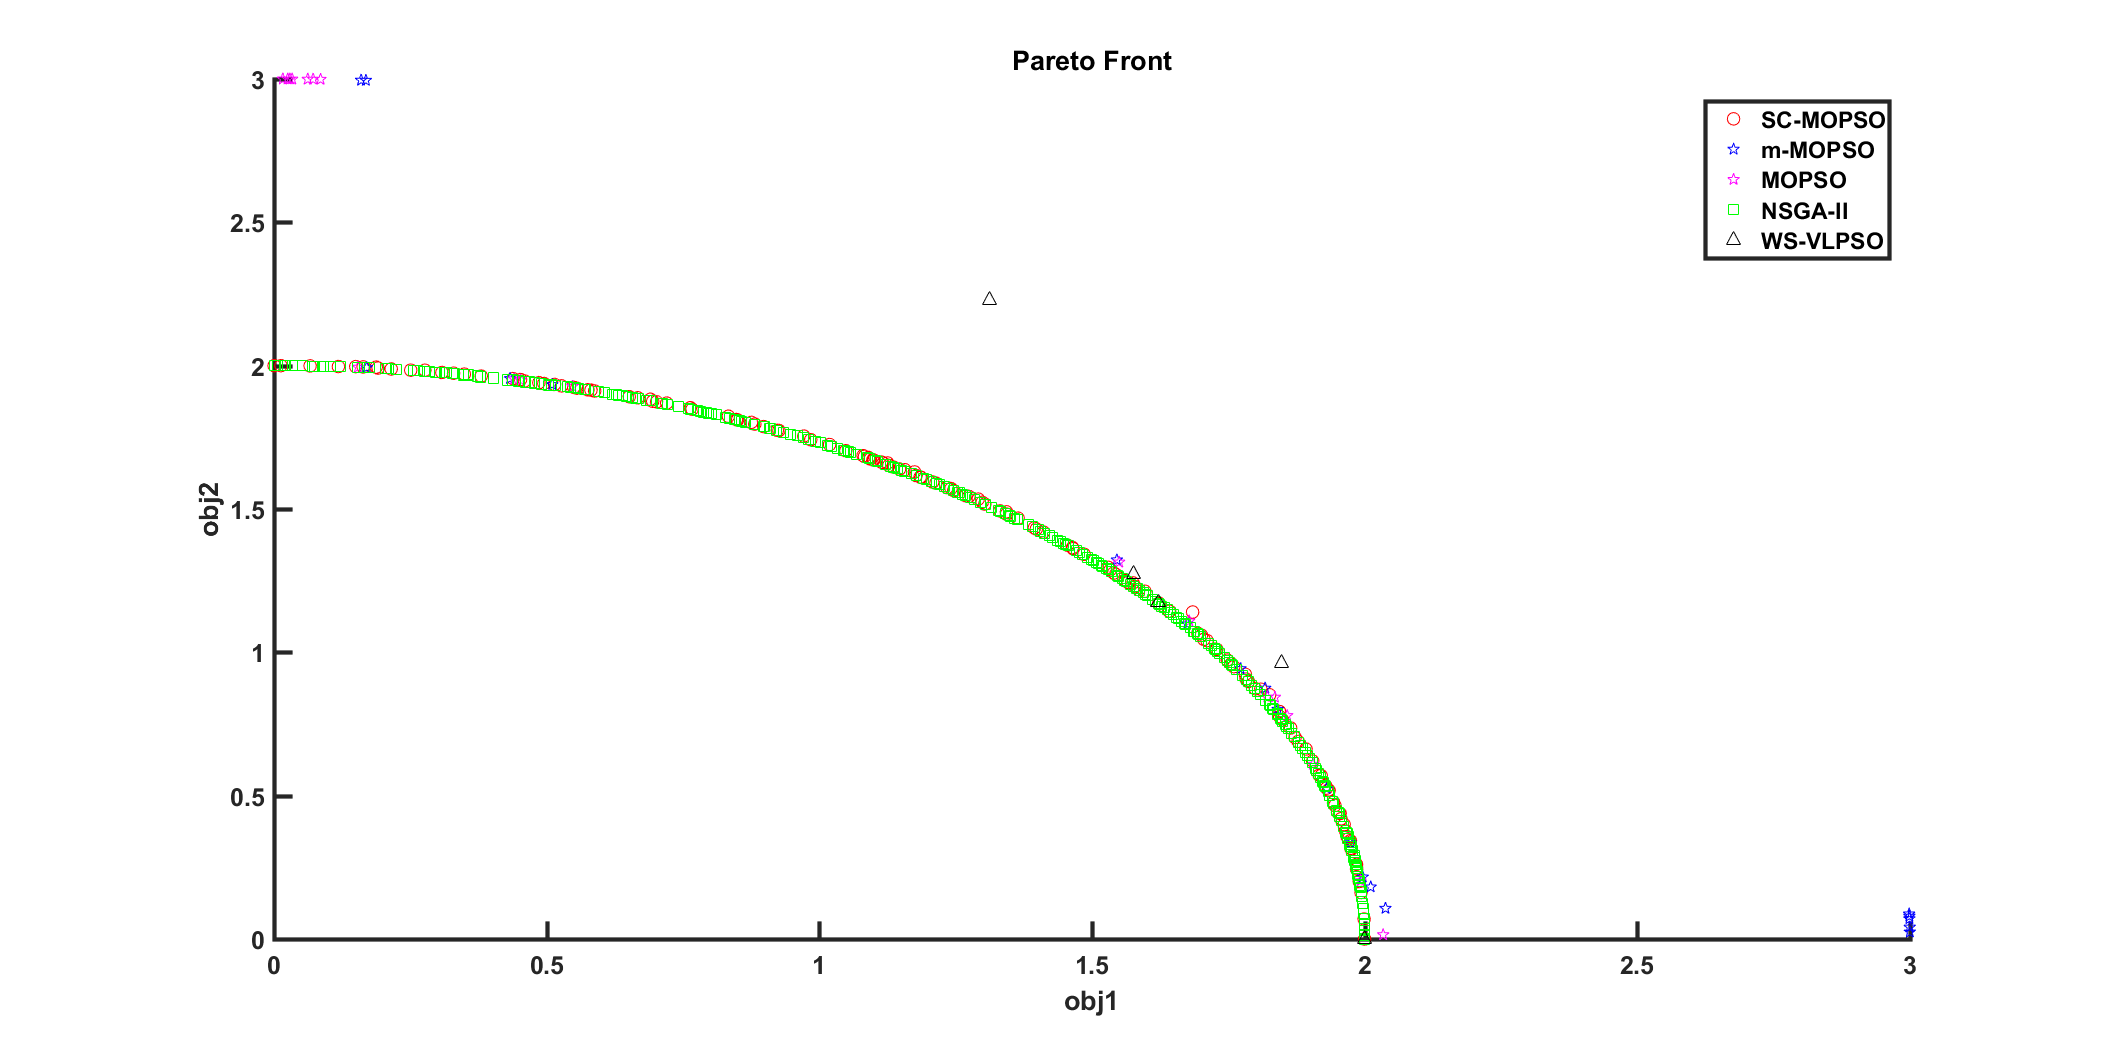 Pareto Front
SC-MOPSO
m-MOPSO
MOPSO
NSGA-II
WS-VLPSO
3
2.5
2
1.5
1
0.5
0
obj2
0 0.5 1 1.5 2 2.5 3
obj1